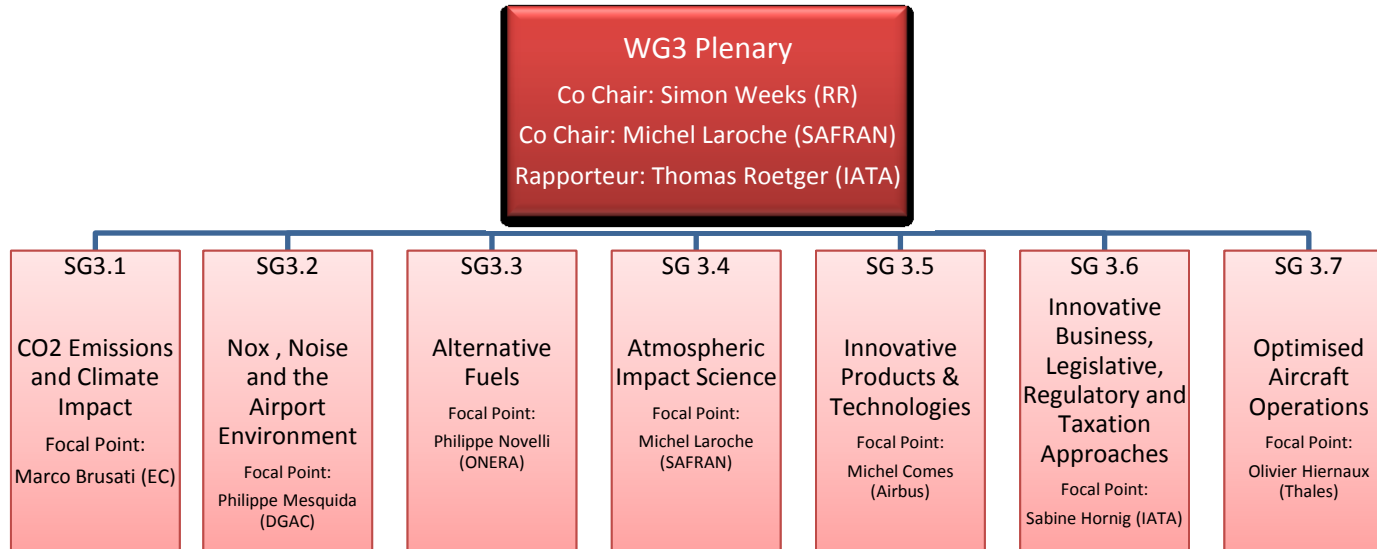 WG3 Plenary
Co Chair: Simon Weeks (RR)
Co Chair: Michel Laroche (SAFRAN)
Rapporteur: Thomas Roetger (IATA)
SG3.1
CO2 Emissions
and Climate
Impact
Focal Point:
Marco Brusati (EC)
SG3.2
Nox , Noise
and the
Airport
Environment
Focal Point:
Philippe Mesquida
(DGAC)
SG3.3
Alternative
Fuels
Focal Point:
Philippe Novelli
(ONERA)
SG 3.4
Atmospheric
Impact Science
Focal Point:
Michel Laroche
(SAFRAN)
SG 3.5
Innovative
Products &
Technologies
Focal Point:
Michel Comes
(Airbus)
SG 3.6
Innovative
Business,
Legislative,
Regulatory and
Taxation
Approaches
Focal Point:
Sabine Hornig (IATA)
SG 3.7
Optimised
Aircraft
Operations
Focal Point:
Olivier Hiernaux
(Thales)